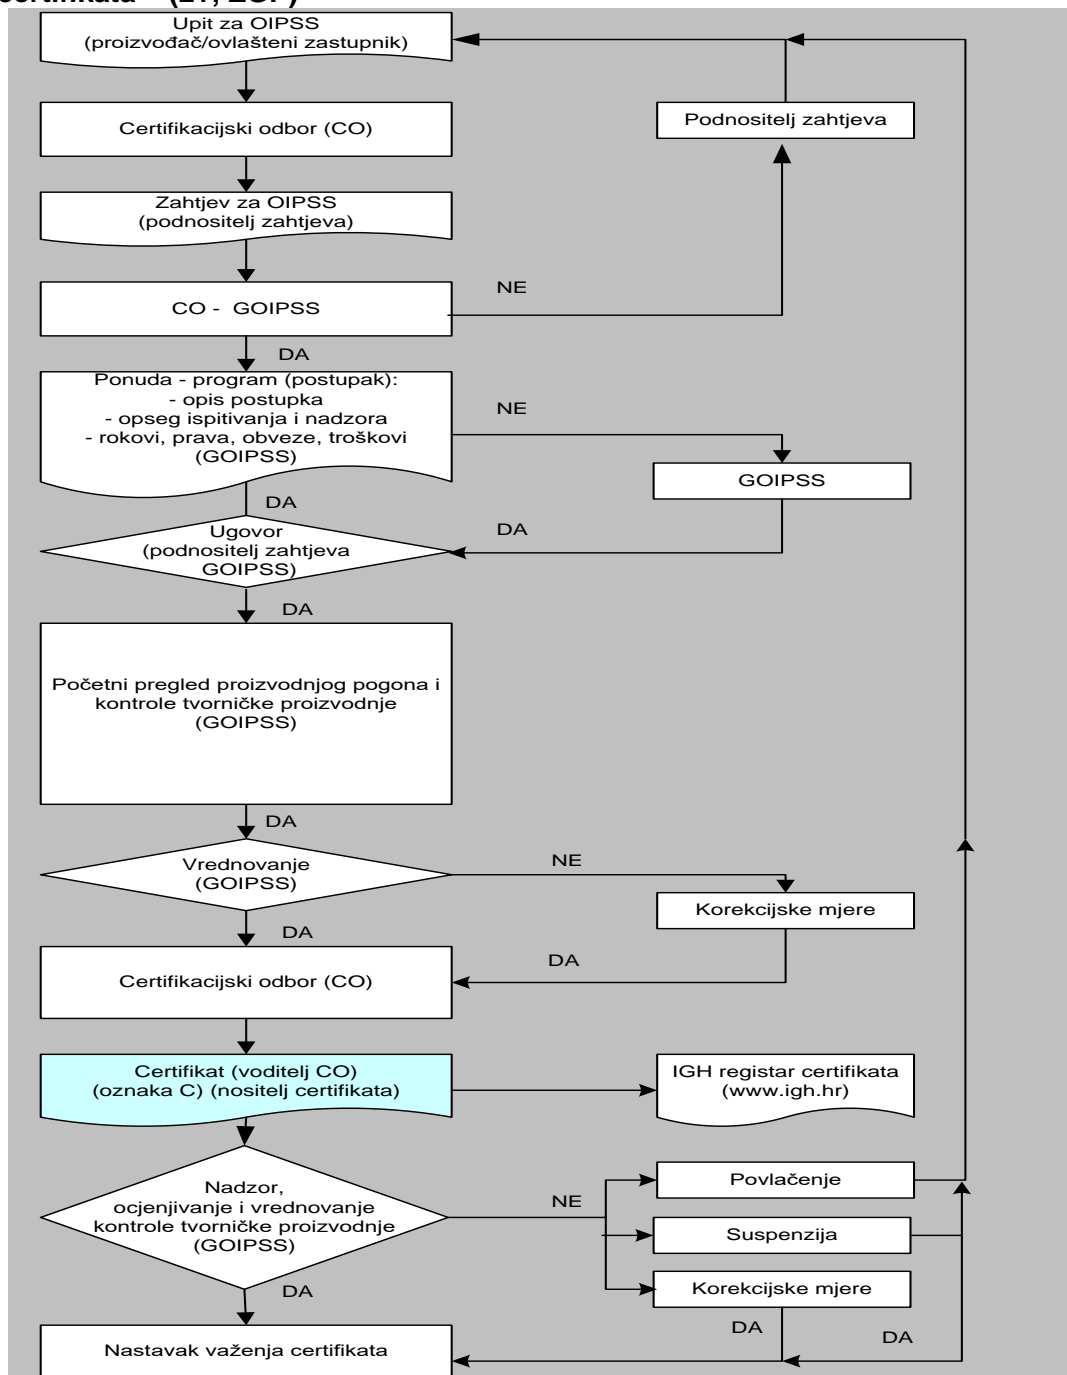 Upit za OIPSS
(proizvođač/ovlašteni zastupnik)
Certifikacijski odbor (CO)
Podnositelj zahtjeva
Zahtjev za OIPSS
(podnositelj zahtjeva)
CO - GOIPSS
NE
DA
Ponuda - program (postupak):
- opis postupka
- opseg ispitivanja i nadzora
- rokovi, prava, obveze, troškovi
(GOIPSS)
NE
GOIPSS
DA
DA
Ugovor
(podnositelj zahtjeva
GOIPSS)
DA
Početni pregled proizvodnjog pogona i
kontrole tvorničke proizvodnje
(GOIPSS)
DA
Vrednovanje
(GOIPSS)
NE
Korekcijske mjere
DA
DA
Certifikacijski odbor (CO)
Certifikat (voditelj CO)
(oznaka C) (nositelj certifikata)
IGH registar certifikata
(www.igh.hr)
Nadzor,
ocjenjivanje i vrednovanje
kontrole tvorničke proizvodnje
(GOIPSS)
NE
Povlačenje
Suspenzija
Korekcijske mjere
DA
DA
DA
Nastavak važenja certifikata